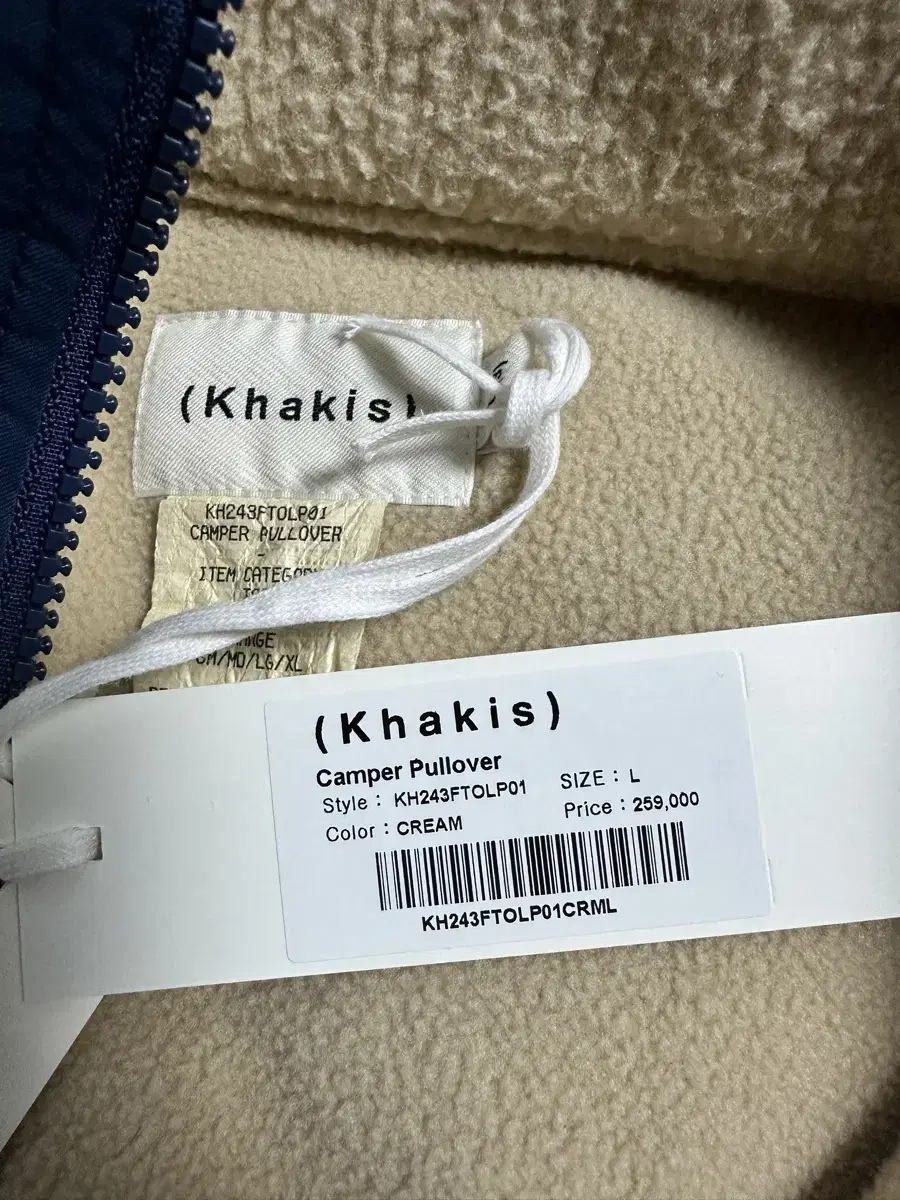 (Khakis)
KH243FTOLP01
CAMPER PULLOVER
-
ITEM CATEGORY
SM/MD/LG/XL
(Khakis)
Camper Pullover
Style : KH243FTOLP01 SIZE : L
Color : CREAM Price : 259,000
KH243FTOLP01CRML